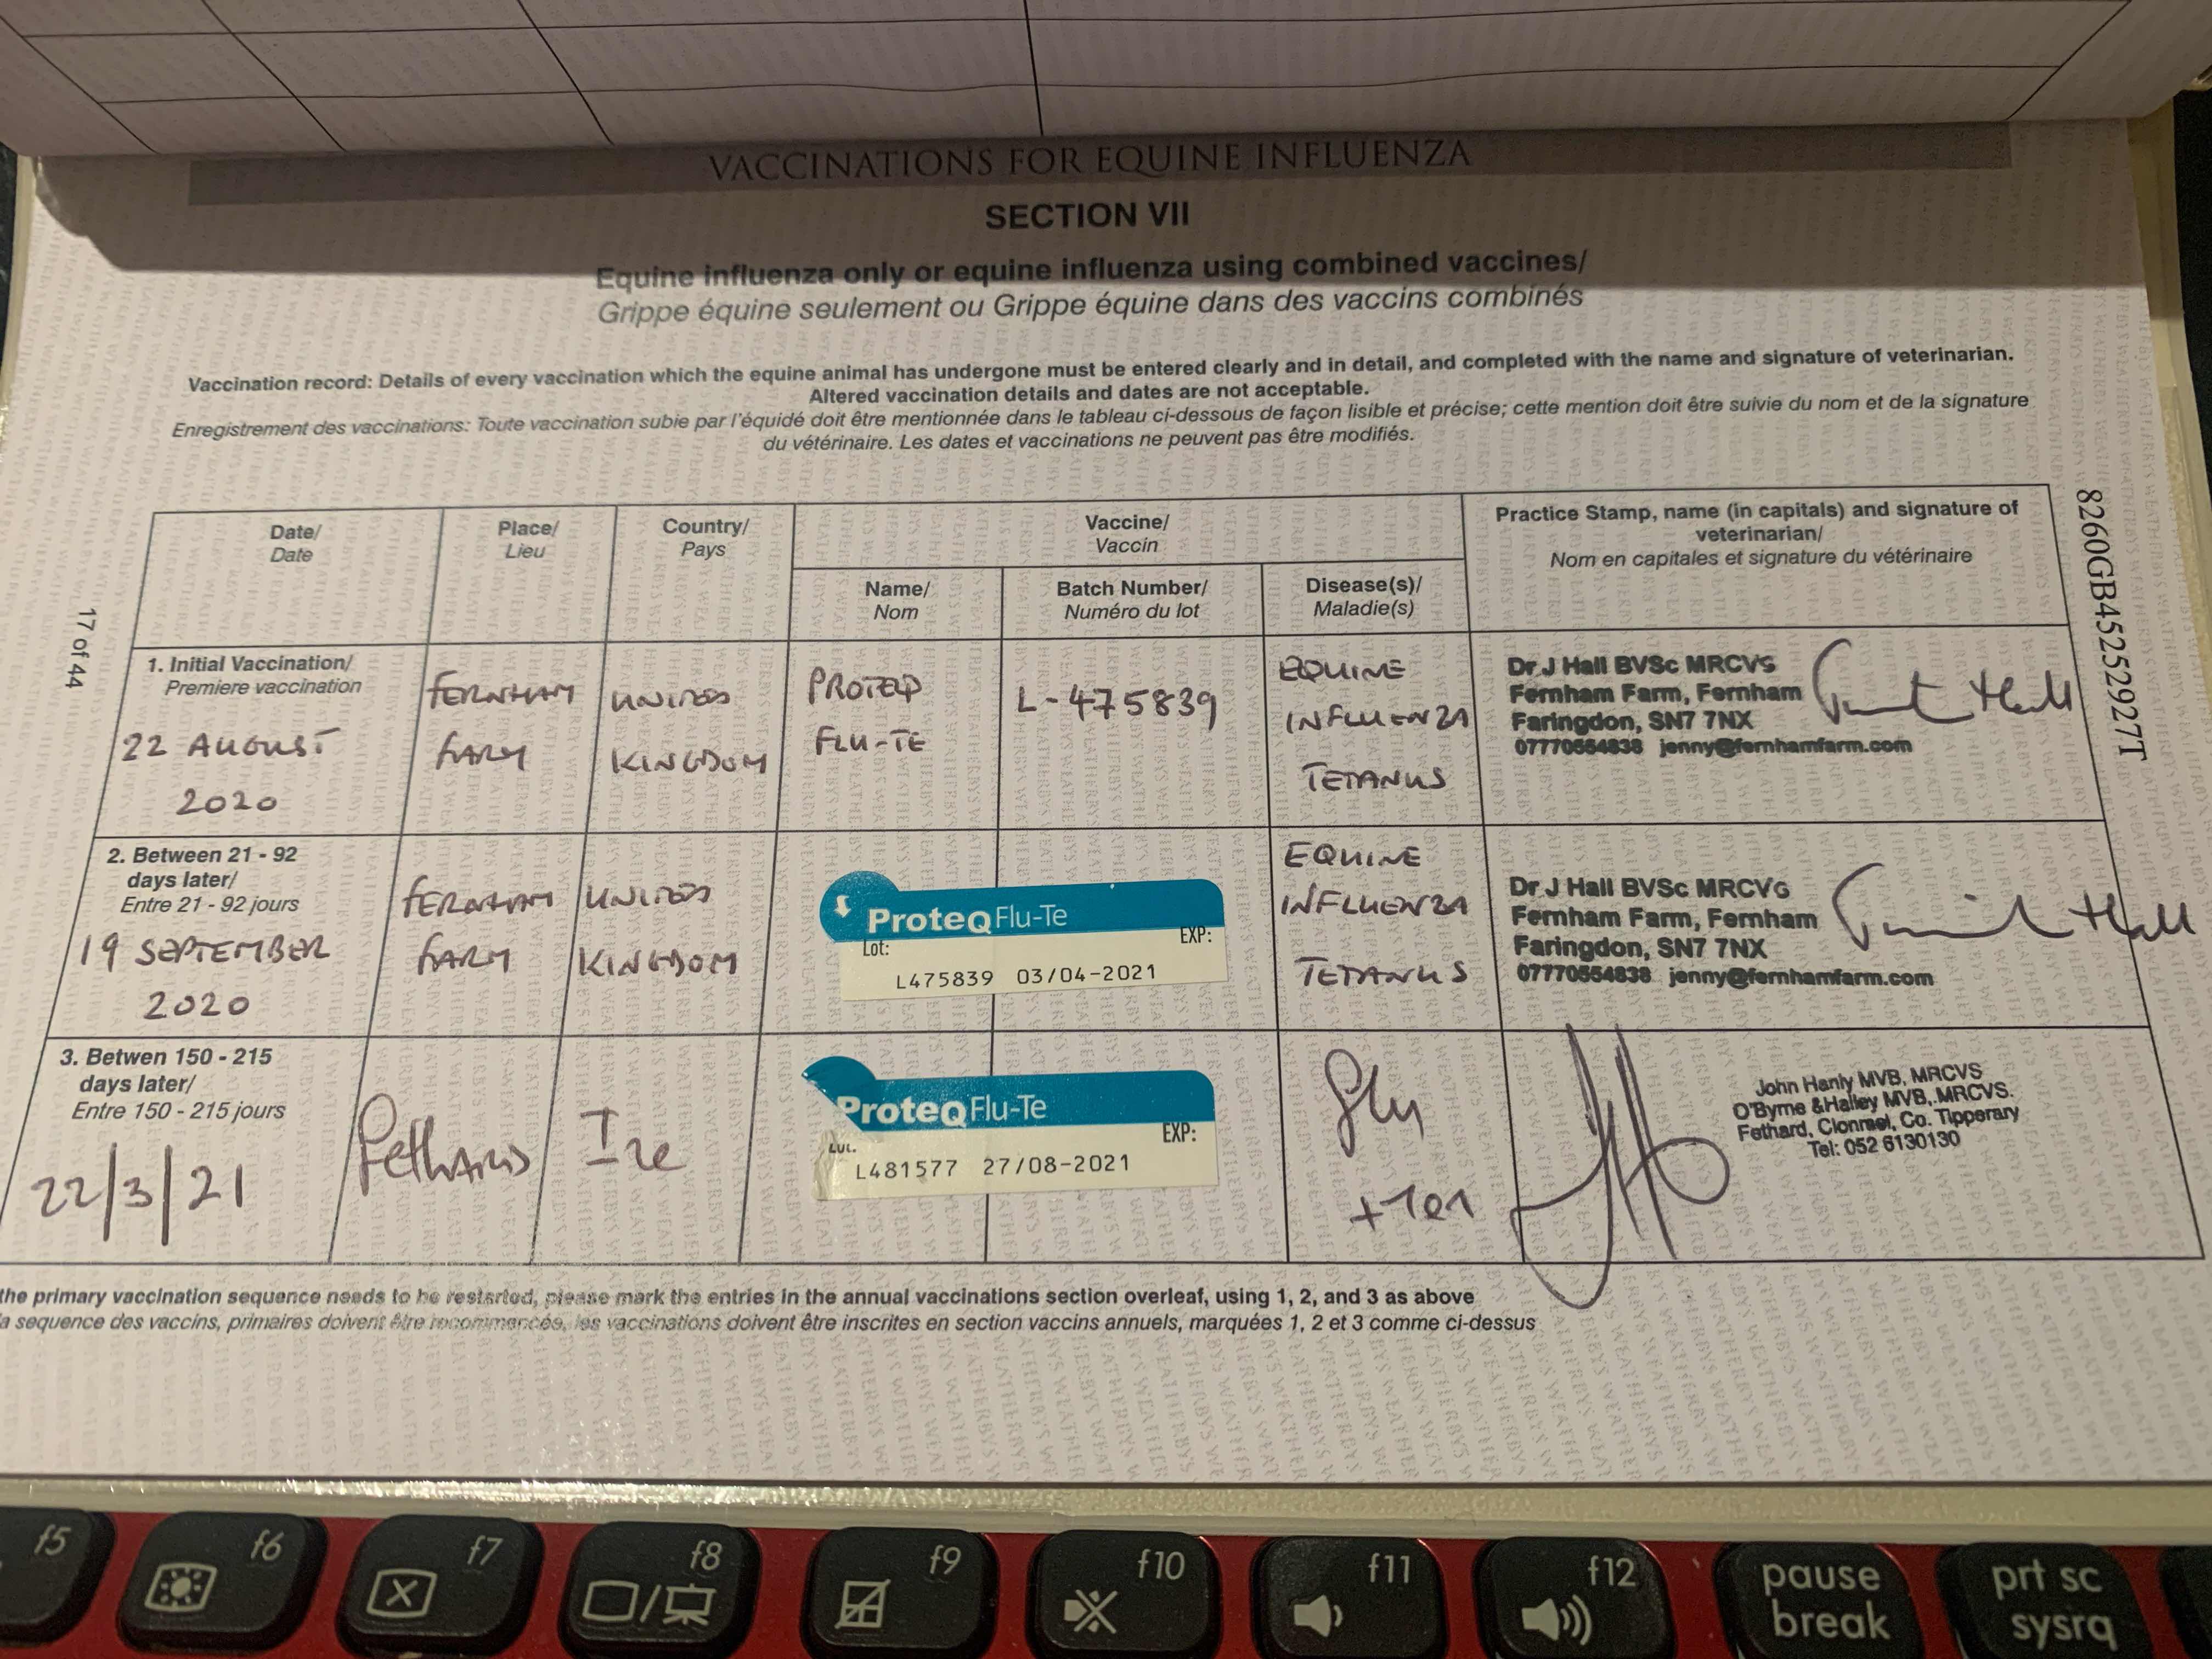 VACCINATIONS FOR EQUINE INFLUENZA
SECTION VII
Equine influenza only or equine influenza using combined vaccines/
Grippe équine seulement ou Grippe équine dans des vaccins combinés
Vaccination record: Details of every vaccination which the equine animal has undergone must be entered clearly and in detail, and completed with the name and signature of veterinarian.
Altered vaccination details and dates are not acceptable.
Enregistrement des vaccinations: Toute vaccination subie par l'équidé doit être mentionnée dans le tableau ci-dessous de façon lisible et précise; cette mention doit être suivie du nom et de la signature
du vétérinaire. Les dates et vaccinations ne peuvent pas être modifiés.
Date/
Date
Place/
Lieu
Country/
Pays
Vaccine/
Vaccin
Name/
Nom
Batch Number/
Numéro du lot
Disease(s)/
Maladie(s)
Practice Stamp, name (in capitals) and signature of
veterinarian/
Nom en capitales et signature du vétérinaire
1. Initial Vaccination/
Premiere vaccination
22 AUGUST
2020
FERNHAM
FARM
UNITED
KINGDOM
PROTEQ
FLU-TE
L-475839
EQUINE
INFLUENZA
TETANUS
Dr J Hall BVSc MRCVS
Fernham Farm, Fernham
Faringdon, SN7 7NX
07770554838 jenny@fernhamfarm.com
2. Between 21 - 92
days later/
Entre 21 - 92 jours
19 SEPTEMBER
2020
FERNHAM
FARM
UNITED
KINGDOM
ProteqFlu-Te
Lot:
EXP:
L475839 03/04-2021
EQUINE
INFLUENZA
TETANUS
Dr J Hall BVSc MRCVS
Fernham Farm, Fernham
Faringdon, SN7 7NX
07770554838 jenny@fernhamfarm.com
3. Betwen 150 - 215
days later/
Entre 150 - 215 jours
22/3/21
Fethard
Ire
ProteqFlu-Te
Lot:
EXP:
L481577 27/08-2021
Flu
+Tet
John Hanly MVB, MRCVS
O'Byrne & Halley MVB, MRCVS.
Fethard, Clonmel, Co. Tipperary
Tel: 052 6130130
the primary vaccination sequence needs to be restarted, please mark the entries in the annual vaccinations section overleaf, using 1, 2, and 3 as above
a sequence des vaccins, primaires doivent être recommencée, les vaccinations doivent être inscrites en section vaccins annuels, marquées 1, 2 et 3 comme ci-dessus
17 of 44
8260GB45252927T
f5
f6
f7
f8
f9
f10
f11
f12
pause
break
prt sc
sysrq